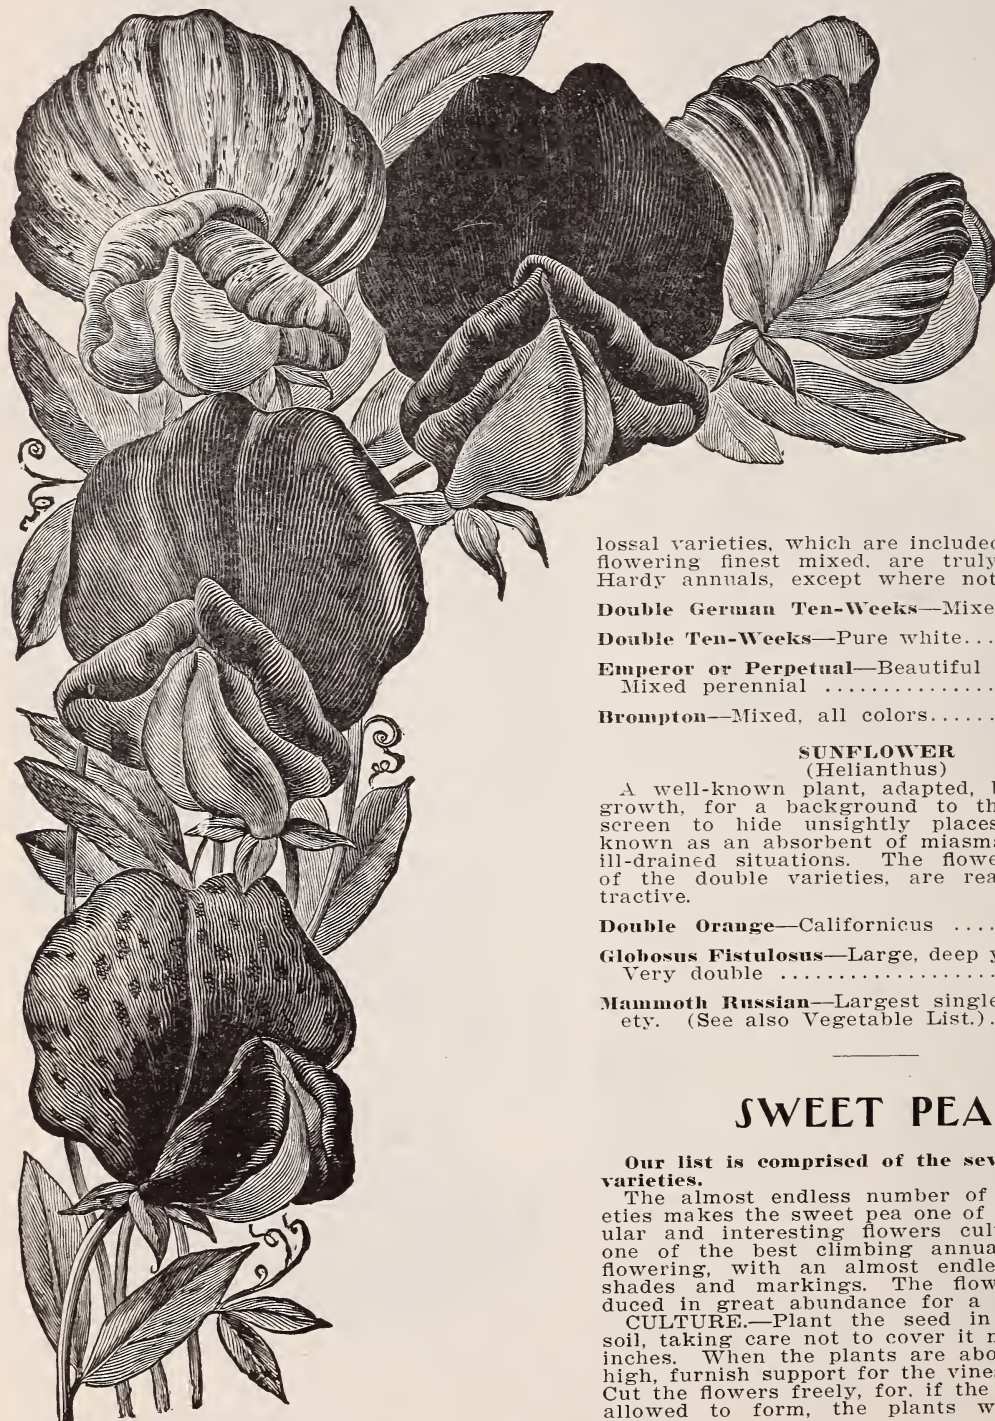 lossal varieties, which are included
flowering finest mixed, are truly
Hardy annuals, except where not
Double German Ten-Weeks—Mixe
Double Ten-Weeks—Pure white...
Emperor or Perpetual—Beautiful
Mixed perennial ...............
Brompton—Mixed, all colors......
SUNFLOWER
(Helianthus)
A well-known plant, adapted, b
growth, for a background to th
screen to hide unsightly places
known as an absorbent of miasma
ill-drained situations. The flowe
of the double varieties, are rea
tractive.
Double Orange—Californicus ....
Globosus Fistulosus—Large, deep y
Very double ...................
Mammoth Russian—Largest single
ety. (See also Vegetable List.).
SWEET PEA
Our list is comprised of the sev
varieties.
The almost endless number of
eties makes the sweet pea one of
ular and interesting flowers cul
one of the best climbing annua
flowering, with an almost endle
shades and markings. The flow
duced in great abundance for a
CULTURE.—Plant the seed in
soil, taking care not to cover it m
inches. When the plants are abo
high, furnish support for the vine
Cut the flowers freely, for, if the
allowed to form, the plants w